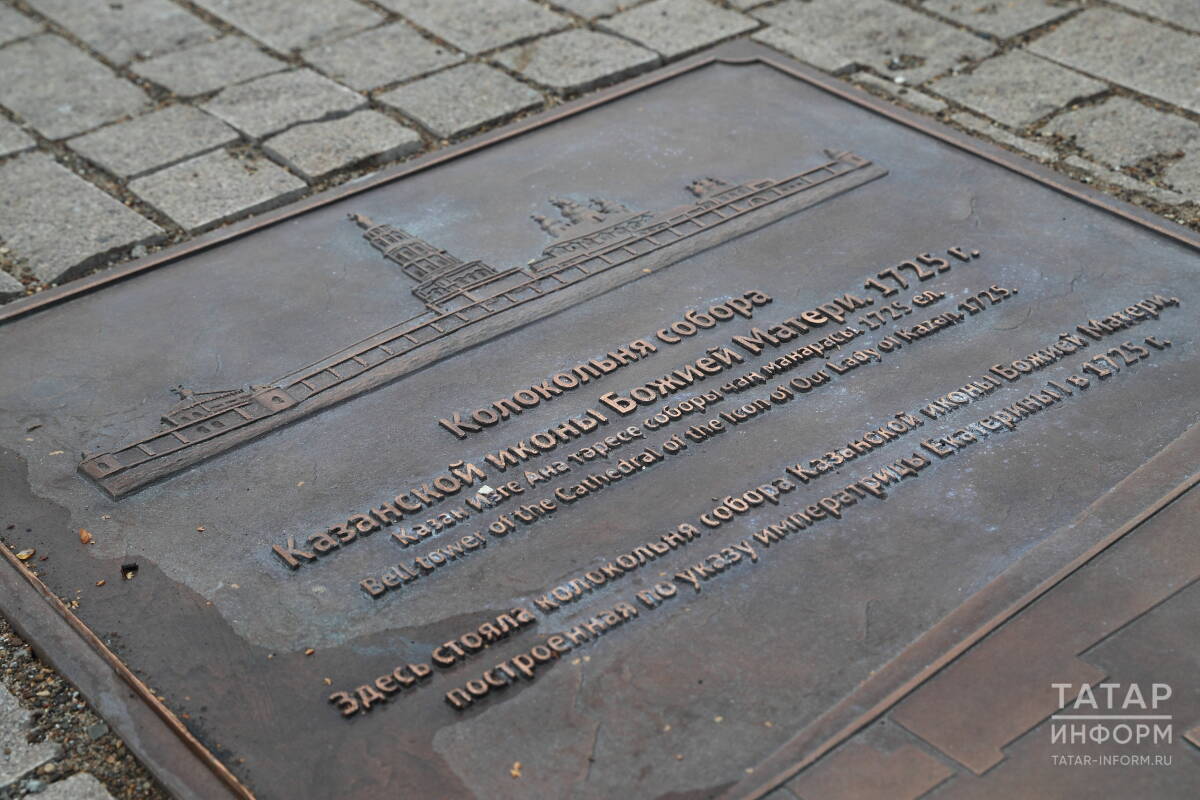 Колокольня собора
Казанской иконы Божией Матери. 1725 г.
Казан Изге Ана тәресе соборы чаң манарасы. 1725 ел.
Bell tower of the Cathedral of the Icon of Our Lady of Kazan. 1725.
Здесь стояла колокольня собора Казанской иконы Божией Матери,
построенная по указу императрицы Екатерины I в 1725 г.
ТАТАР
ИНФОРМ
TATAR-INFORM.RU